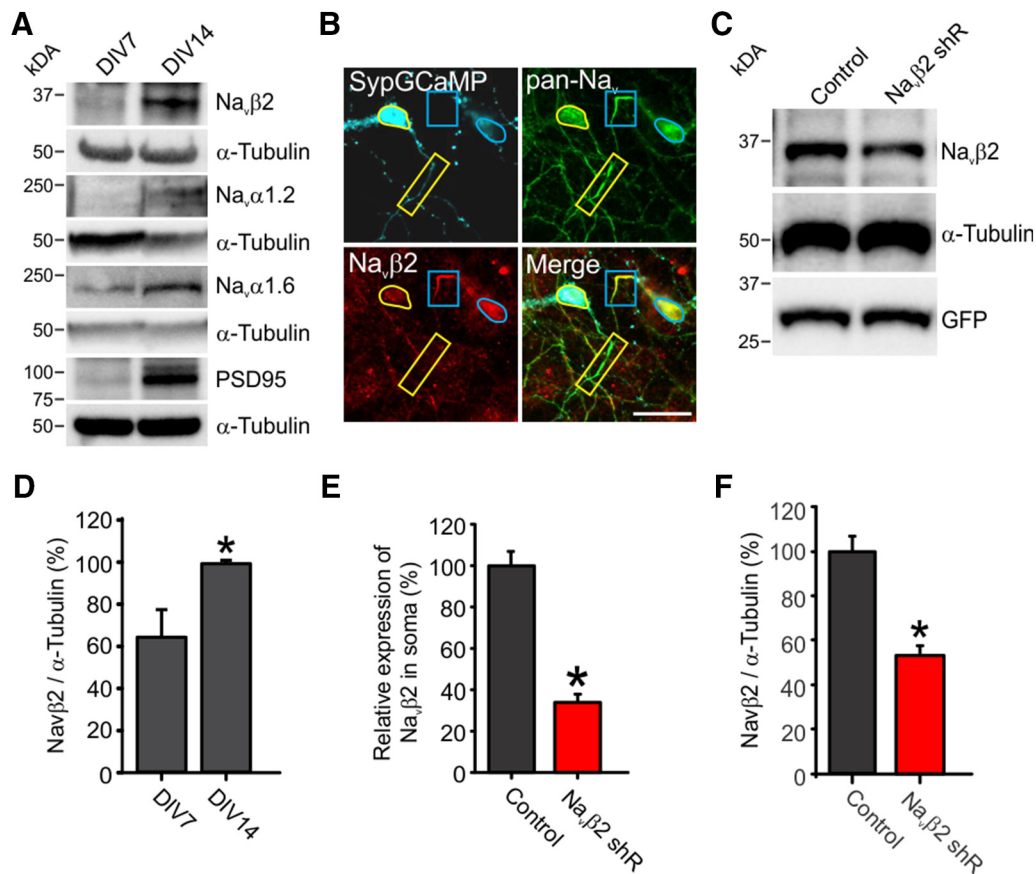 A
kDA
DIV7
DIV14
37
Naᵥβ2
50
α-Tubulin
250
Naᵥα1.2
50
α-Tubulin
250
Naᵥα1.6
50
α-Tubulin
100
PSD95
75
50
α-Tubulin
B
SypGCaMP
pan-Naᵥ
Naᵥβ2
Merge
C
kDA
Control
Naᵥβ2 shR
37
Naᵥβ2
50
α-Tubulin
37
GFP
25
D
Navβ2 / α-Tubulin (%)
120
100
80
60
40
20
0
*
DIV7
DIV14
E
Relative expression of
Naᵥβ2 in soma (%)
120
100
80
60
40
20
0
*
Control
Naᵥβ2 shR
F
Navβ2 / α-Tubulin (%)
120
100
80
60
40
20
0
*
Control
Naᵥβ2 shR